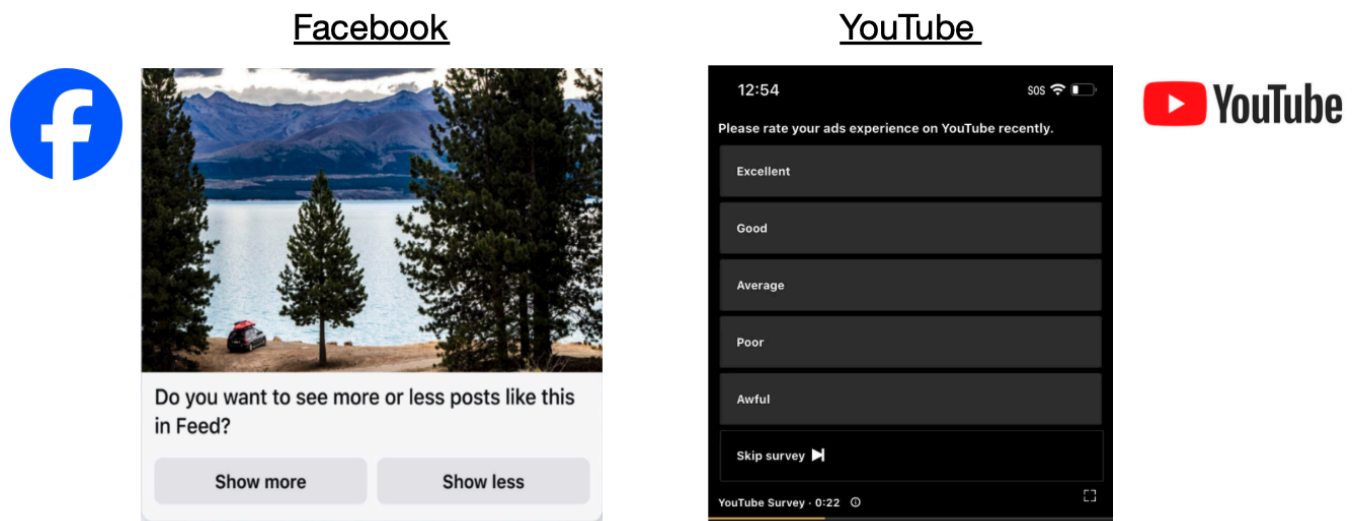 Facebook
Do you want to see more or less posts like this
in Feed?
Show more
Show less
YouTube
12:54
SOS
Please rate your ads experience on YouTube recently.
Excellent
Good
Average
Poor
Awful
Skip survey
YouTube Survey · 0:22
YouTube